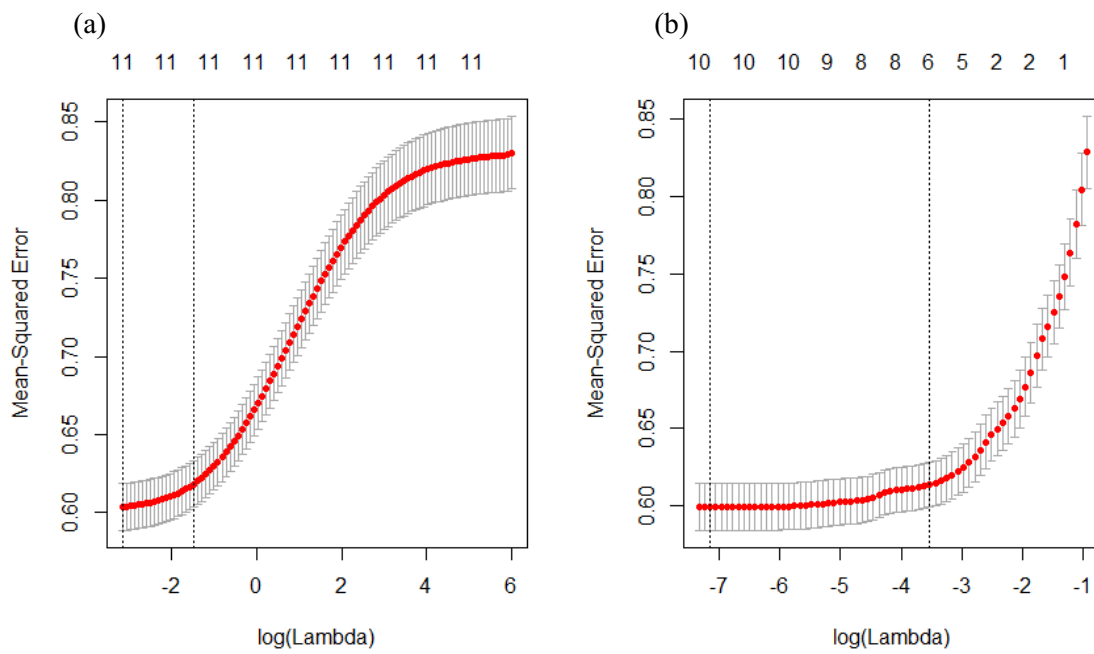 (a)
11 11 11 11 11 11 11 11 11
Mean-Squared Error
0.85
0.80
0.75
0.70
0.65
0.60
-2 0 2 4 6
log(Lambda)
(b)
10 10 10 9 8 8 6 5 2 2 1
Mean-Squared Error
0.85
0.80
0.75
0.70
0.65
0.60
-7 -6 -5 -4 -3 -2 -1
log(Lambda)